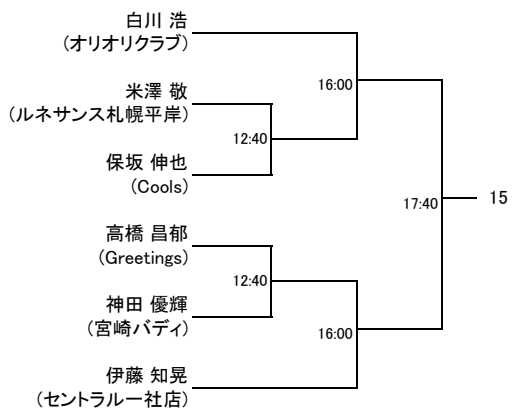 白川 浩
(オリオリクラブ)
16:00
米澤 敬
(ルネサンス札幌平岸)
12:40
保坂 伸也
(Cools)
17:40
15
高橋 昌郁
(Greetings)
12:40
神田 優輝
(宮崎バディ)
16:00
伊藤 知晃
(セントラル一社店)